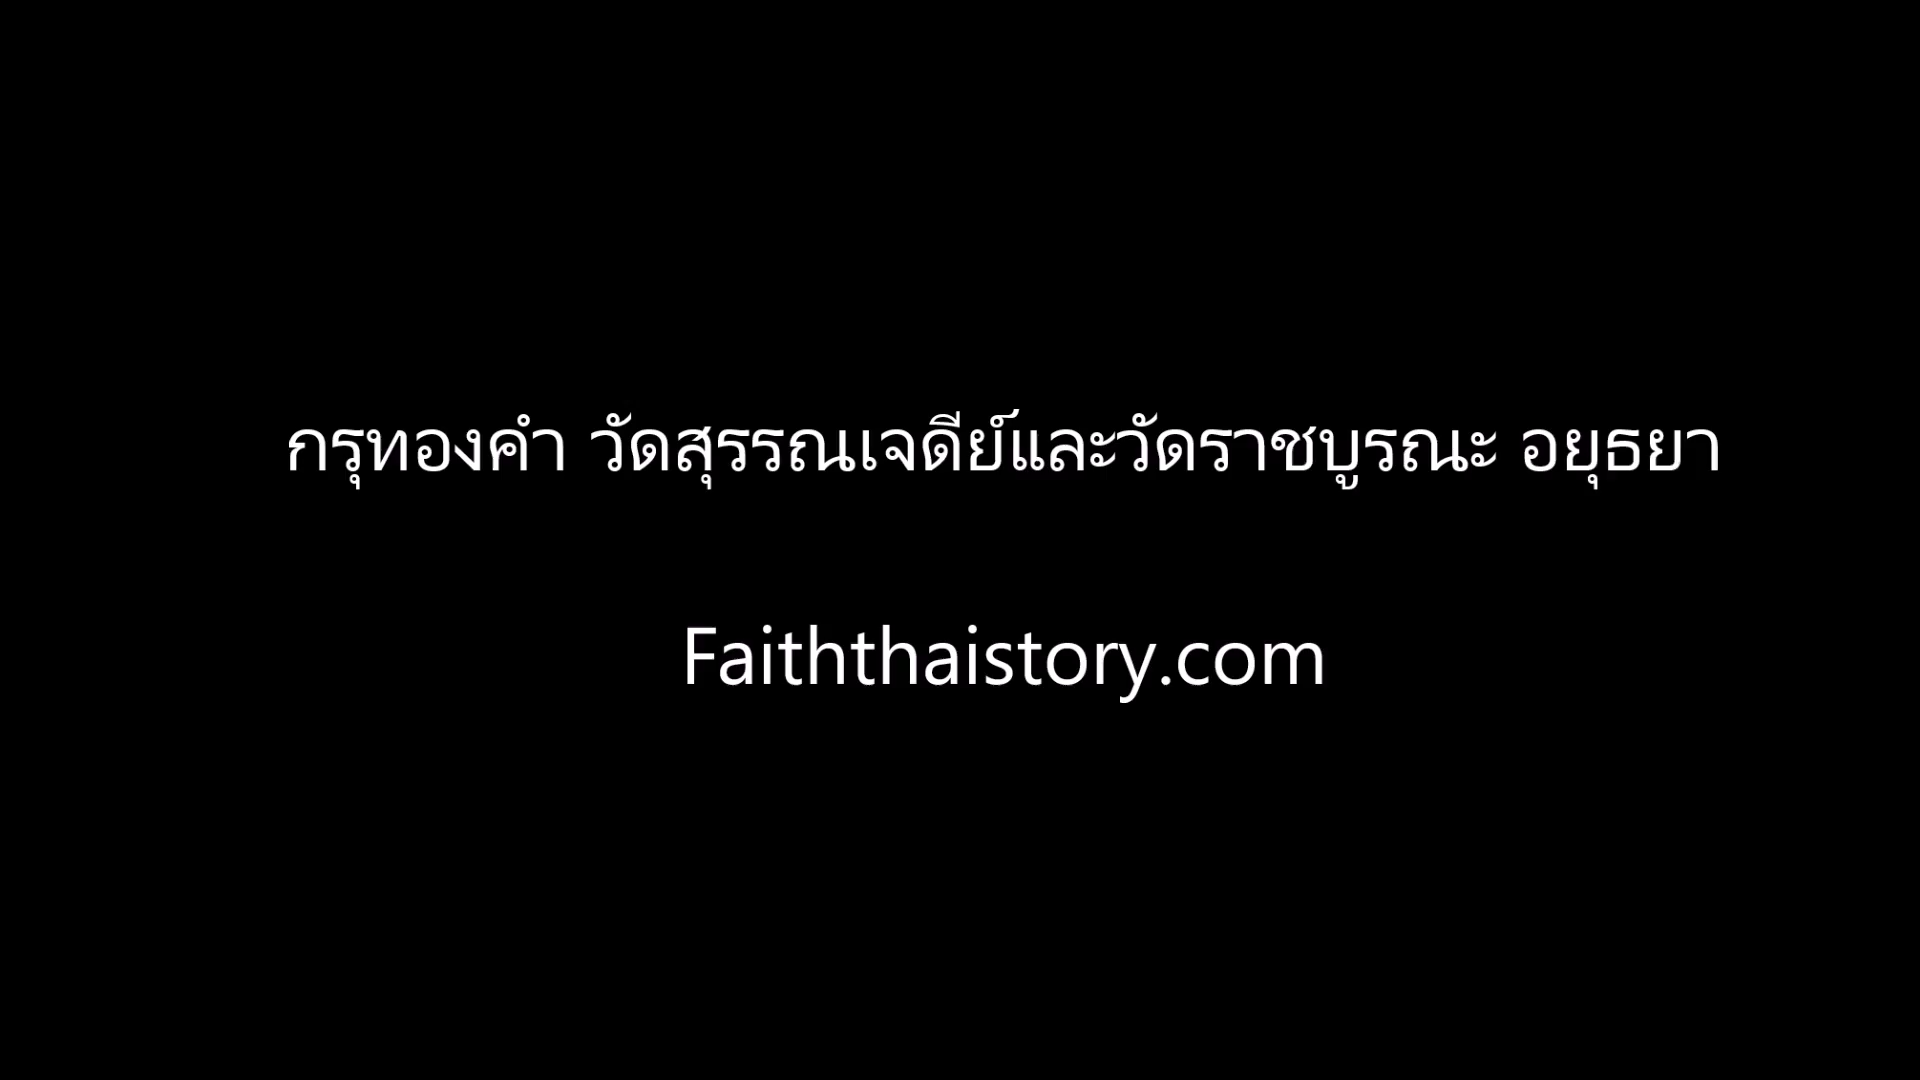 กรุทองคำ วัดสุรรณเจดีย์และวัดราชบูรณะ อยุธยา
Faiththaistory.com